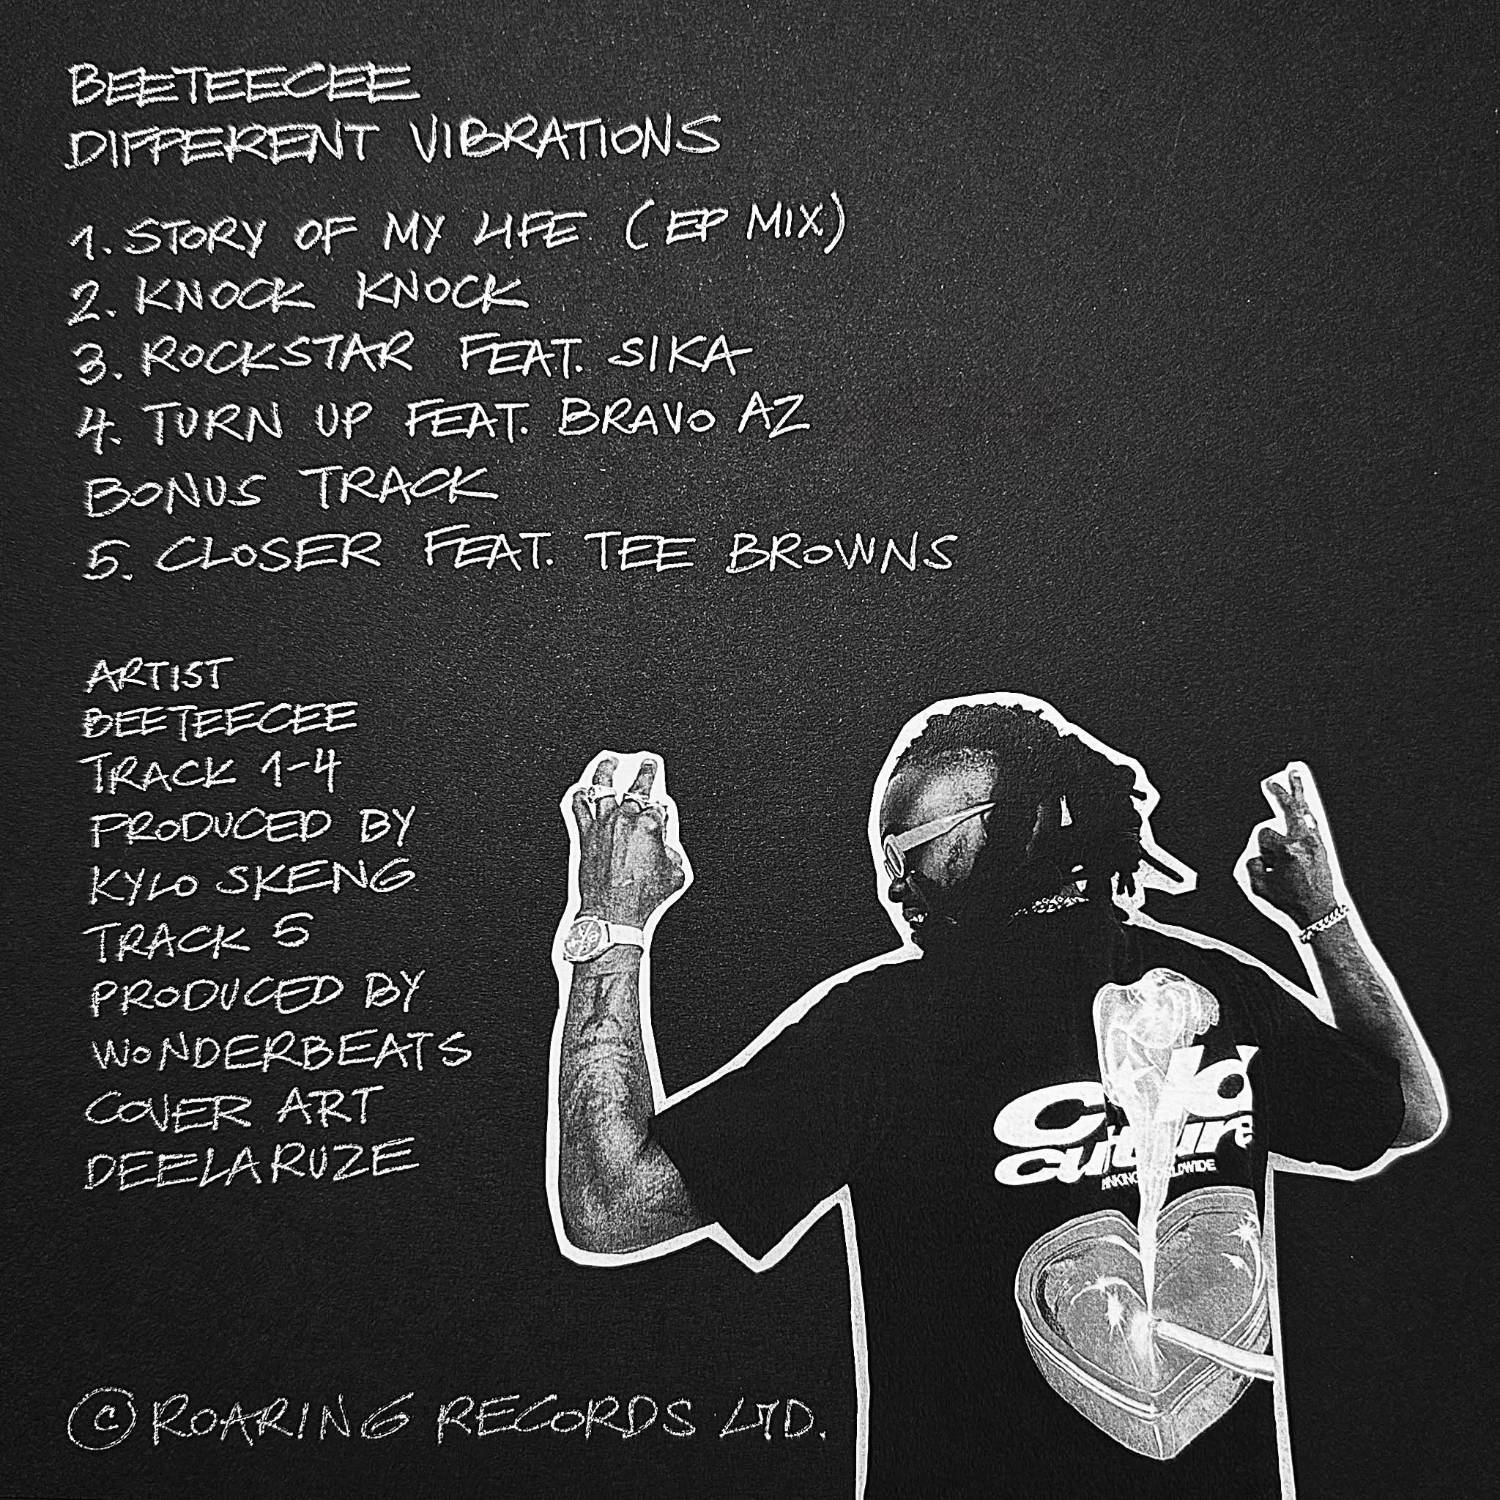 BEETEECEE
DIFFERENT VIBRATIONS
1. STORY OF MY LIFE (EP MIX)
2. KNOCK KNOCK
3. ROCKSTAR FEAT. SIKA
4. TURN UP FEAT. BRAVO AZ
BONUS TRACK
5. CLOSER FEAT. TEE BROWNS
ARTIST
BEETEECEE
TRACK 1-4
PRODUCED BY
KYLO SKENG
TRACK 5
PRODUCED BY
WONDERBEATS
COVER ART
DEELARUZE
culture
© ROARING RECORDS LTD.